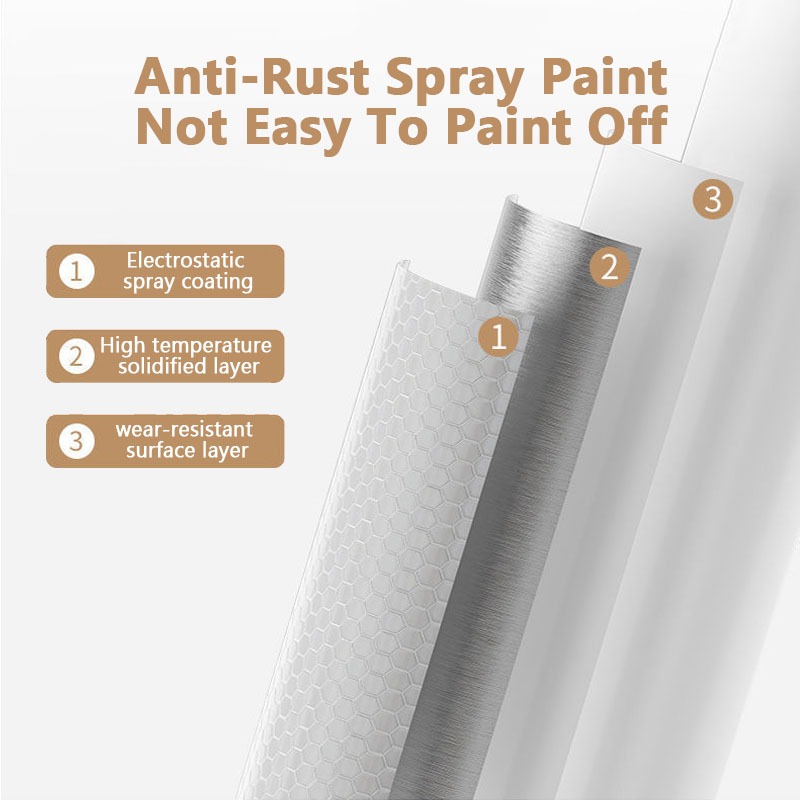 Anti-Rust Spray Paint
Not Easy To Paint Off
3
2
1
1 Electrostatic
spray coating
2 High temperature
solidified layer
3 wear-resistant
surface layer